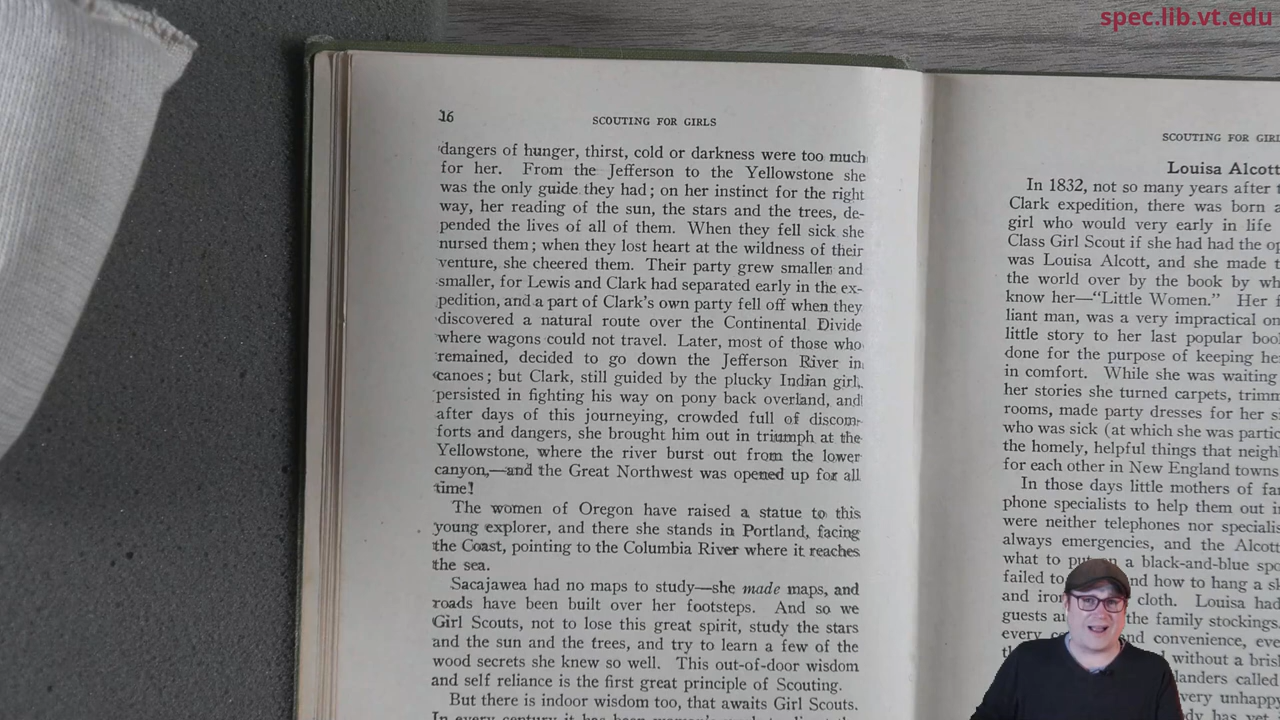 spec.lib.vt.edu
16
SCOUTING FOR GIRLS
dangers of hunger, thirst, cold or darkness were too much
for her. From the Jefferson to the Yellowstone she
was the only guide they had; on her instinct for the right
way, her reading of the sun, the stars and the trees, de-
pended the lives of all of them. When they fell sick she
nursed them; when they lost heart at the wildness of their
venture, she cheered them. Their party grew smaller and
smaller, for Lewis and Clark had separated early in the ex-
pedition, and a part of Clark's own party fell off when they
discovered a natural route over the Continental Divide
where wagons could not travel. Later, most of those who
remained, decided to go down the Jefferson River in
canoes; but Clark, still guided by the plucky Indian girl,
persisted in fighting his way on pony back overland, and
after days of this journeying, crowded full of discom-
forts and dangers, she brought him out in triumph at the
Yellowstone, where the river burst out from the lower
canyon,—and the Great Northwest was opened up for all
time!
The women of Oregon have raised a statue to this
young explorer, and there she stands in Portland, facing
the Coast, pointing to the Columbia River where it reaches
the sea.
Sacajawea had no maps to study—she made maps, and
roads have been built over her footsteps. And so we
Girl Scouts, not to lose this great spirit, study the stars
and the sun and the trees, and try to learn a few of the
wood secrets she knew so well. This out-of-door wisdom
and self reliance is the first great principle of Scouting.
But there is indoor wisdom too, that awaits Girl Scouts.
SCOUTING FOR
Louisa Alcott
In 1832, not so many years after
Clark expedition, there was born
girl who would very early in life
Class Girl Scout if she had had the
was Louisa Alcott, and she made
the world over by the book by
know her—"Little Women." Her
liant man, was a very impractical
little story to her last popular
done for the purpose of keeping
in comfort. While she was waiting
her stories she turned carpets,
rooms, made party dresses for her
who was sick (at which she was
the homely, helpful things that
for each other in New England towns
In those days little mothers of
phone specialists to help them out
were neither telephones nor
always emergencies, and the
what to put on a black-and-blue
failed to and how to hang a
and cloth. Louisa had
guests the family stockings,
every and convenience,
without a
called
very